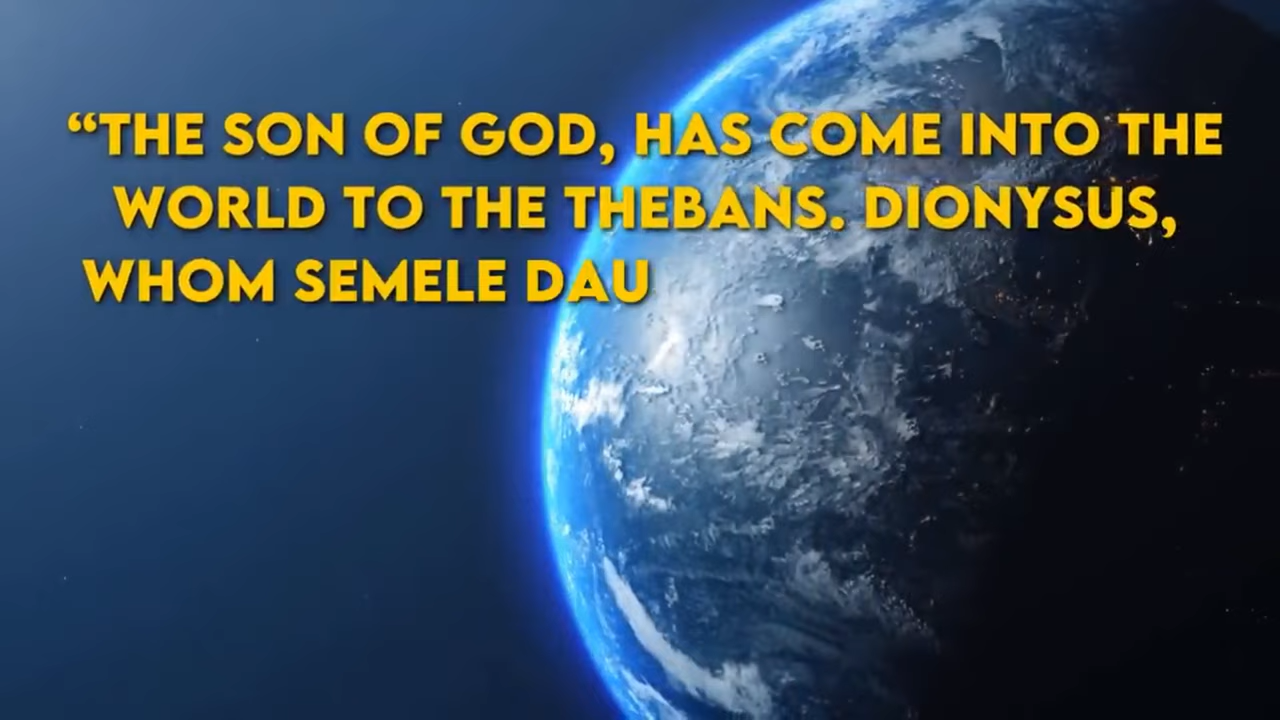 “THE SON OF GOD, HAS COME INTO THE
WORLD TO THE THEBANS. DIONYSUS,
WHOM SEMELE DAU